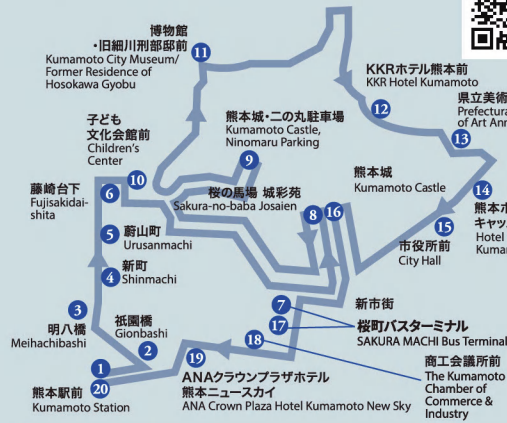 博物館
・旧細川刑部邸前
Kumamoto City Museum/
Former Residence of
Hosokawa Gyobu
11
KKRホテル熊本前
KKR Hotel Kumamoto
12
県立美術
Prefectura
of Art Ann
13
子ども
文化会館前
Children's
Center
10
熊本城・二の丸駐車場
Kumamoto Castle,
Ninomaru Parking
9
熊本城
Kumamoto Castle
14
熊本ホ
キャッ
Hotel
Kuma
藤崎台下
Fujisakidai-
shita
6
桜の馬場 城彩苑
Sakura-no-baba Josaien
8
16
15
市役所前
City Hall
5
蔚山町
Urusanmachi
4
新町
Shinmachi
3
明八橋
Meihachibashi
祇園橋
Gionbashi
2
新市街
7
17
桜町バスターミナル
SAKURA MACHI Bus Terminal
18
商工会議所前
The Kumamoto
Chamber of
Commerce &
Industry
1
20
熊本駅前
Kumamoto Station
19
ANAクラウンプラザホテル
熊本ニュースカイ
ANA Crown Plaza Hotel Kumamoto New Sky